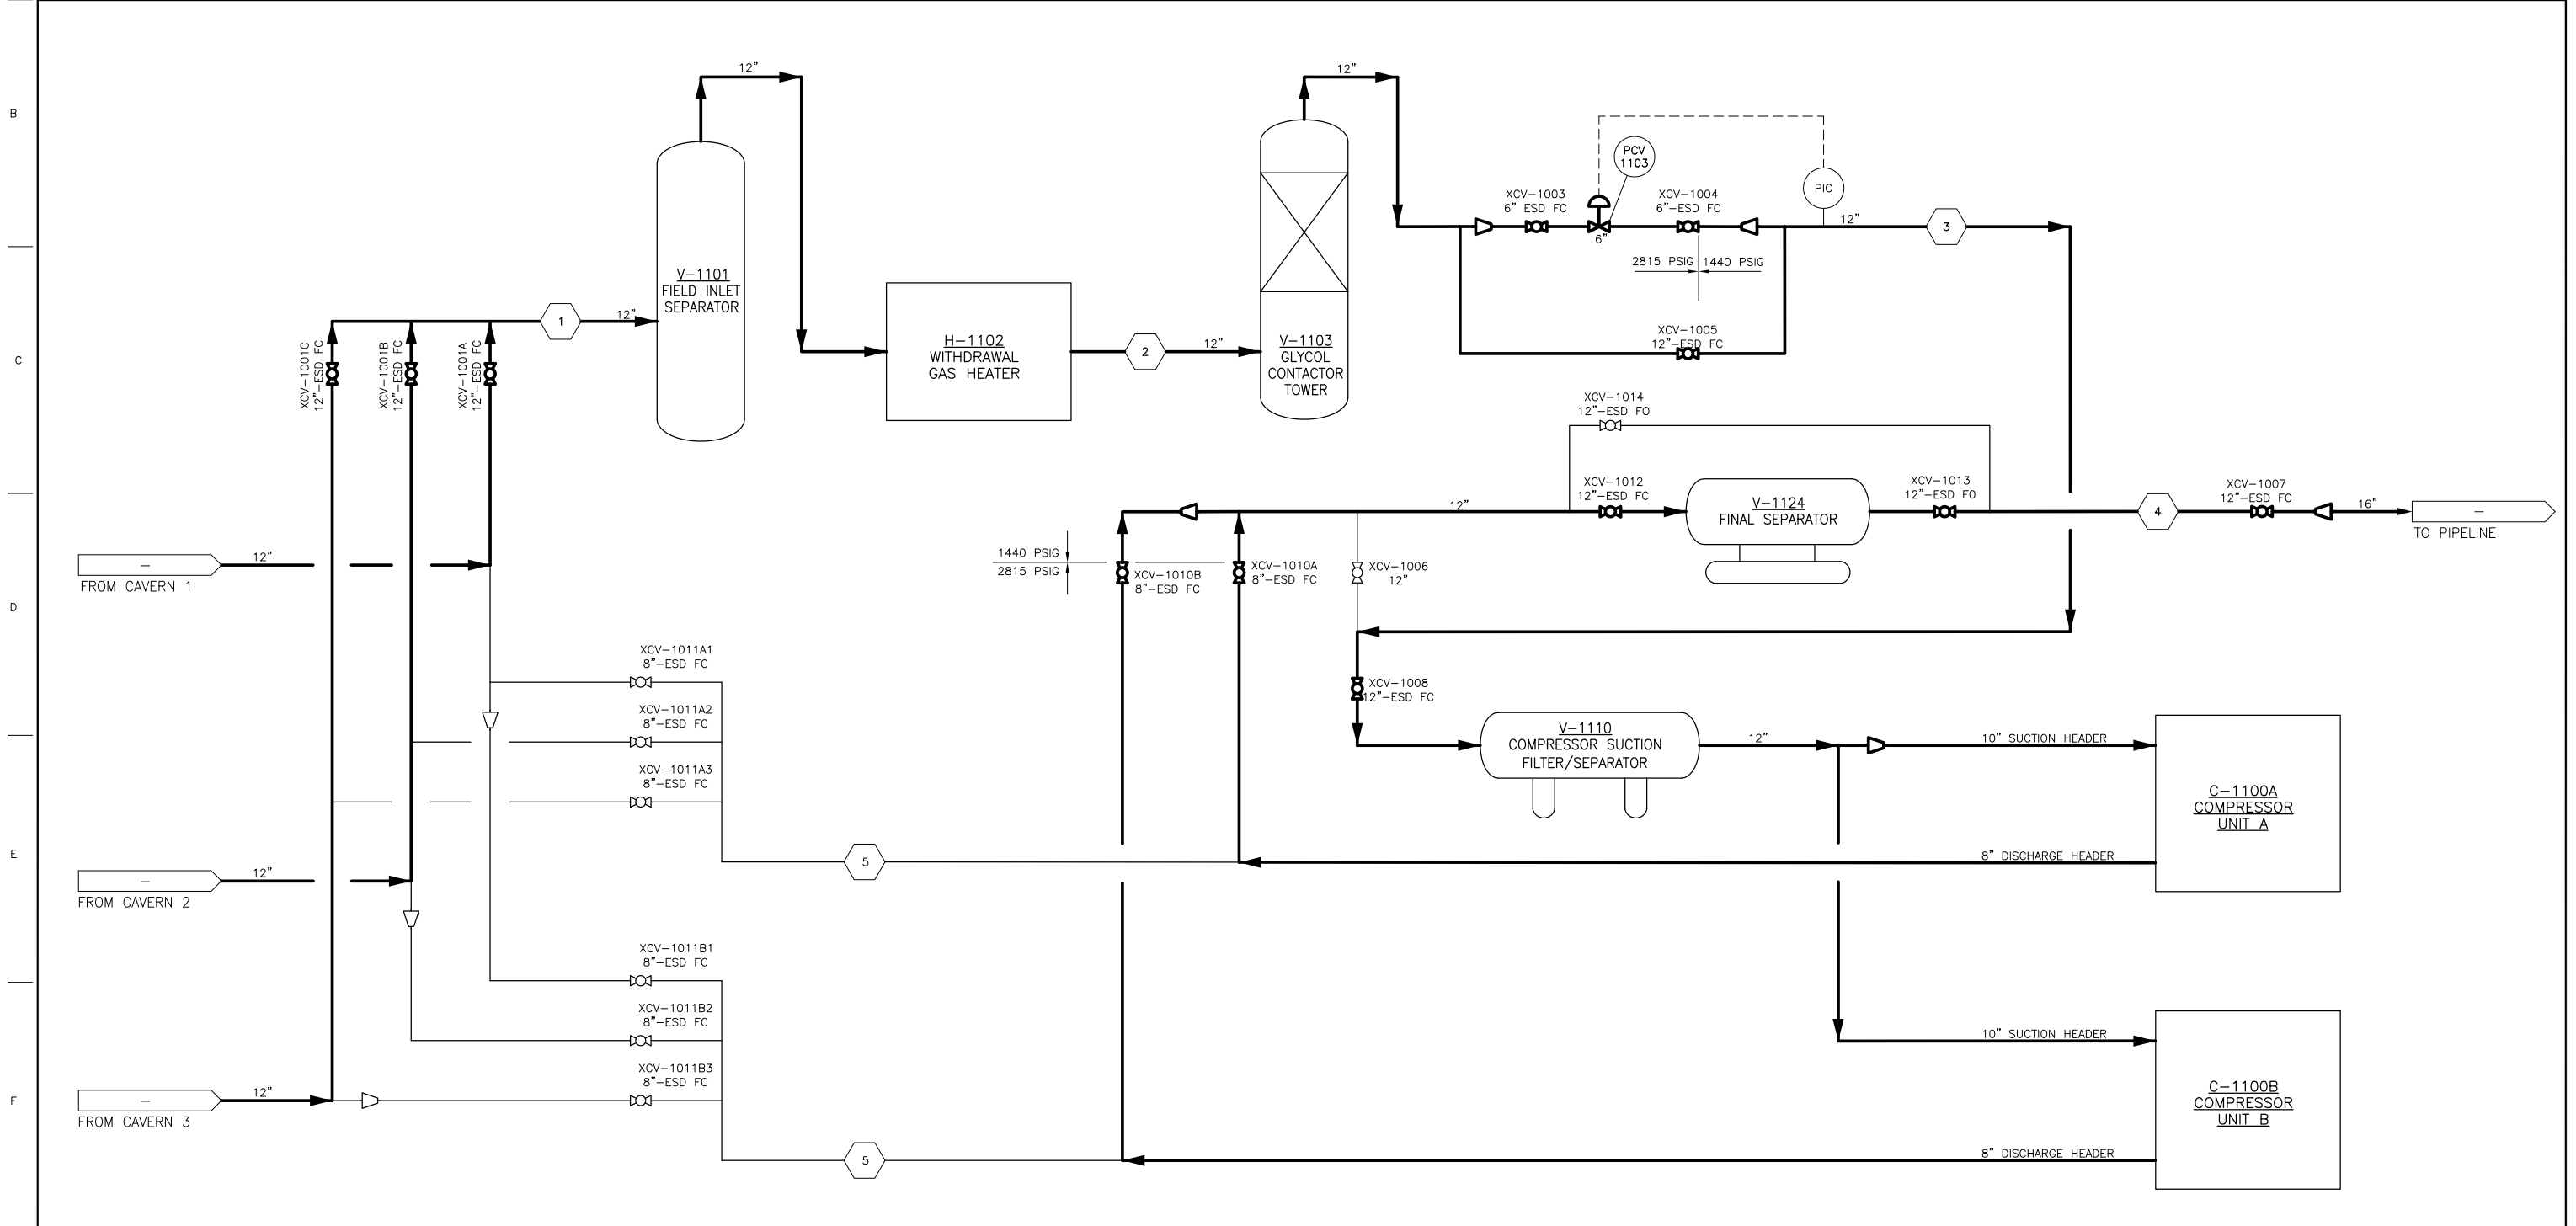 B
C
D
E
F
12”
12”
PCV
1103
PIC
XCV-1003
6” ESD FC
XCV-1004
6”-ESD FC
6”
12”
3
2815 PSIG
1440 PSIG
XCV-1005
12”-ESD FC
V-1101
FIELD INLET
SEPARATOR
1
12”
XCV-1001C
12”-ESD FC
XCV-1001B
12”-ESD FC
XCV-1001A
12”-ESD FC
H-1102
WITHDRAWAL
GAS HEATER
2
12”
V-1103
GLYCOL
CONTACTOR
TOWER
XCV-1014
12”-ESD FO
XCV-1012
12”-ESD FC
12”
V-1124
FINAL SEPARATOR
XCV-1013
12”-ESD FO
4
XCV-1007
12”-ESD FC
16”
-
TO PIPELINE
-
12”
FROM CAVERN 1
1440 PSIG
2815 PSIG
XCV-1010B
8”-ESD FC
XCV-1010A
8”-ESD FC
XCV-1006
12”
XCV-1011A1
8”-ESD FC
XCV-1011A2
8”-ESD FC
XCV-1011A3
8”-ESD FC
XCV-1008
12”-ESD FC
V-1110
COMPRESSOR SUCTION
FILTER/SEPARATOR
12”
10” SUCTION HEADER
C-1100A
COMPRESSOR
UNIT A
5
8” DISCHARGE HEADER
-
12”
FROM CAVERN 2
XCV-1011B1
8”-ESD FC
XCV-1011B2
8”-ESD FC
XCV-1011B3
8”-ESD FC
10” SUCTION HEADER
C-1100B
COMPRESSOR
UNIT B
-
12”
FROM CAVERN 3
5
8” DISCHARGE HEADER